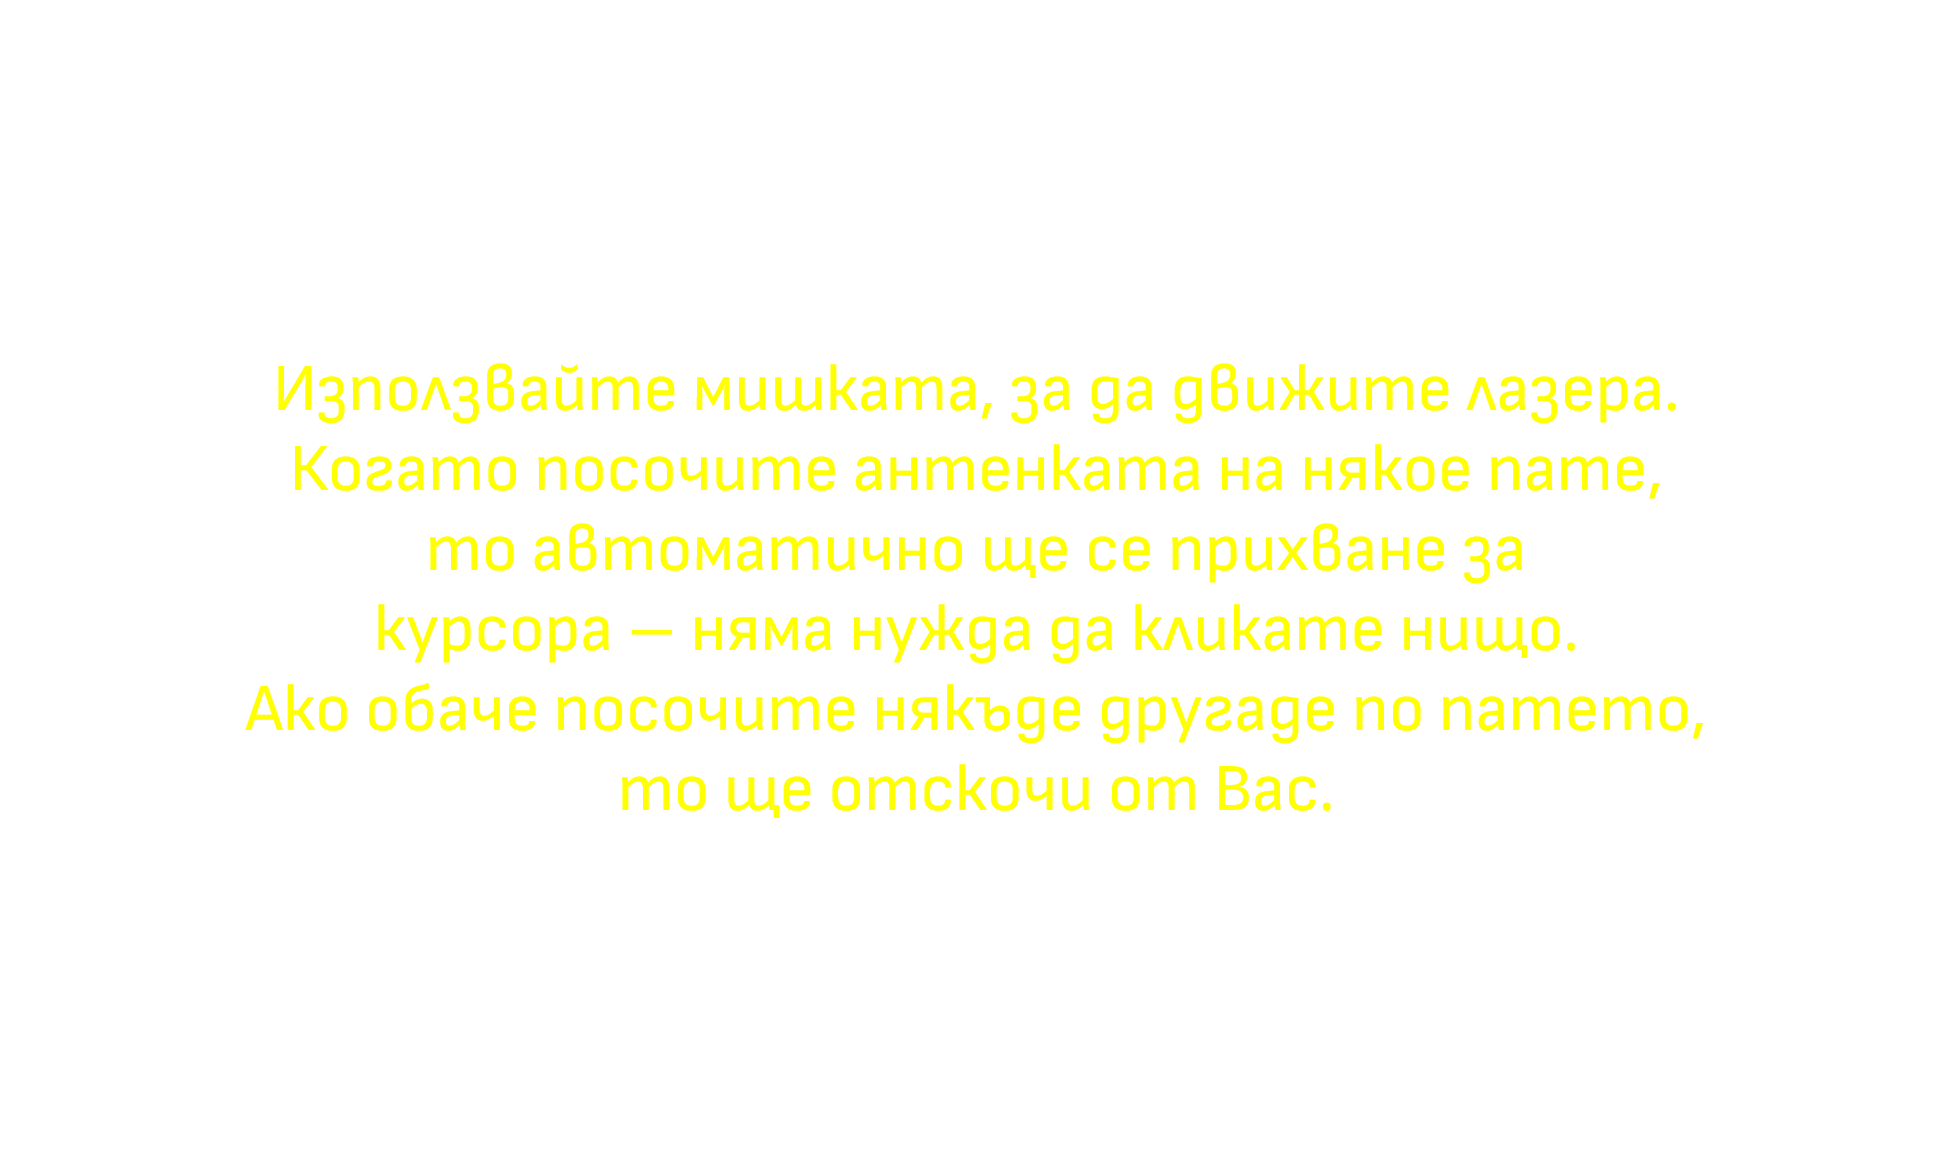 Използвайте мишката, за да движите лазера.
Когато посочите антенката на някое пате,
то автоматично ще се прихване за
курсора – няма нужда да кликате нищо.
Ако обаче посочите някъде другаде по патето,
то ще отскочи от Вас.